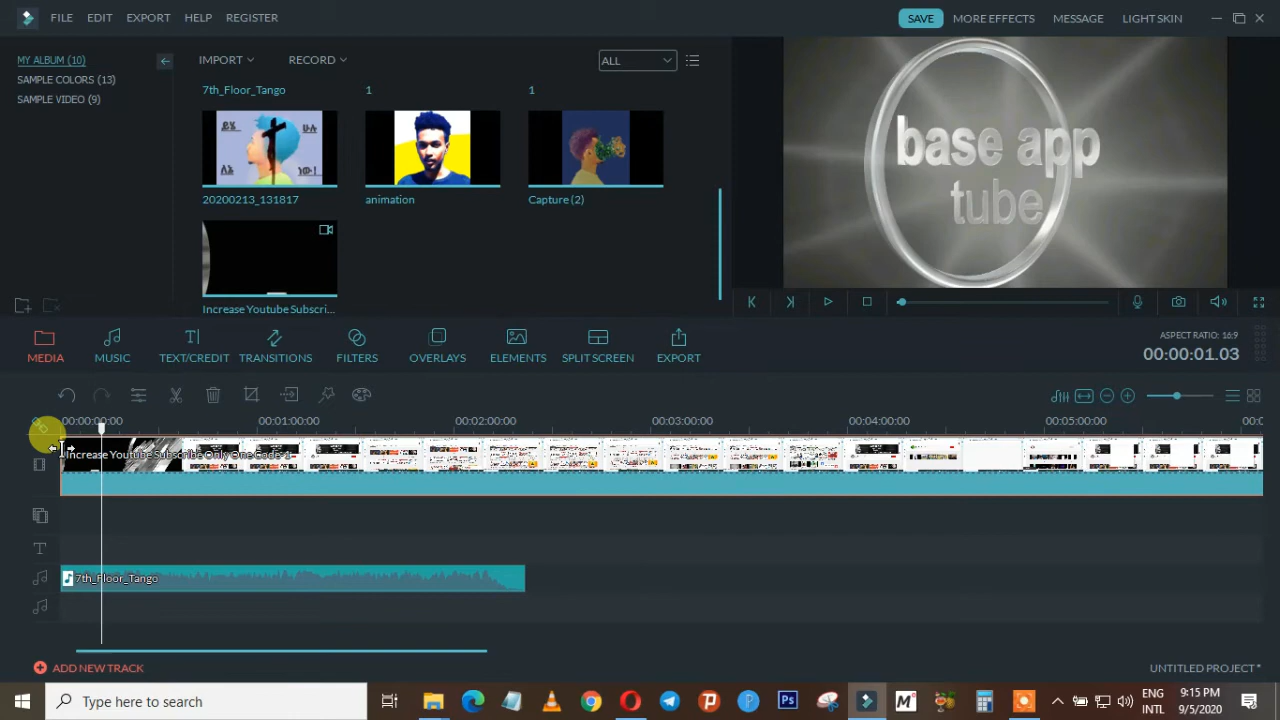 FILE EDIT EXPORT HELP REGISTER
SAVE MORE EFFECTS MESSAGE LIGHT SKIN
MY ALBUM (10)
SAMPLE COLORS (13)
SAMPLE VIDEO (9)
IMPORT RECORD ALL
7th_Floor_Tango 1 1
20200213_131817 animation Capture (2)
Increase Youtube Subscri...
base app
tube
MEDIA MUSIC TEXT/CREDIT TRANSITIONS FILTERS OVERLAYS ELEMENTS SPLIT SCREEN EXPORT
ASPECT RATIO: 16:9
00:00:01.03
00:00:00:00 00:01:00:00 00:02:00:00 00:03:00:00 00:04:00:00 00:05:00:00
Increase Youtube Subscribe Only One Code
7th_Floor_Tango
ADD NEW TRACK
UNTITLED PROJECT *
Type here to search
ENG
INTL
9:15 PM
9/5/2020